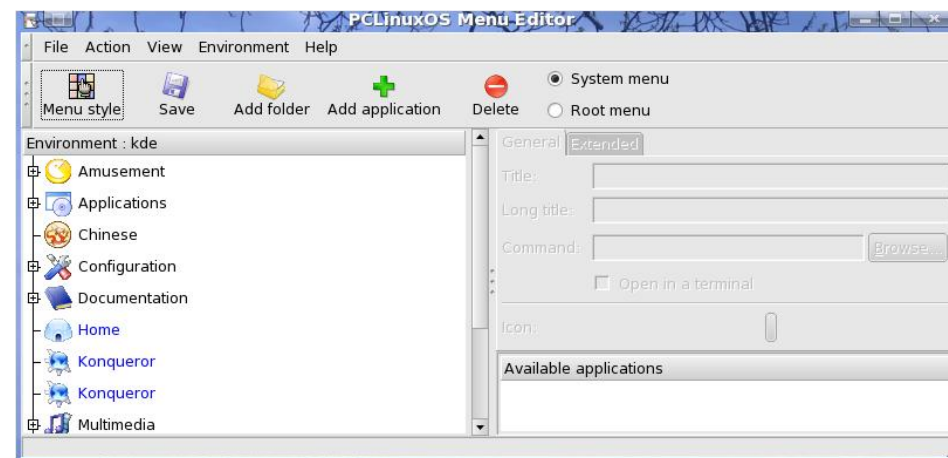 PCLinuxOS Menu Editor
File Action View Environment Help
Menu style Save Add folder Add application Delete
System menu
Root menu
Environment : kde
Amusement
Applications
Chinese
Configuration
Documentation
Home
Konqueror
Konqueror
Multimedia
General Extended
Title:
Long title:
Command: Browse...
Open in a terminal
Icon:
Available applications